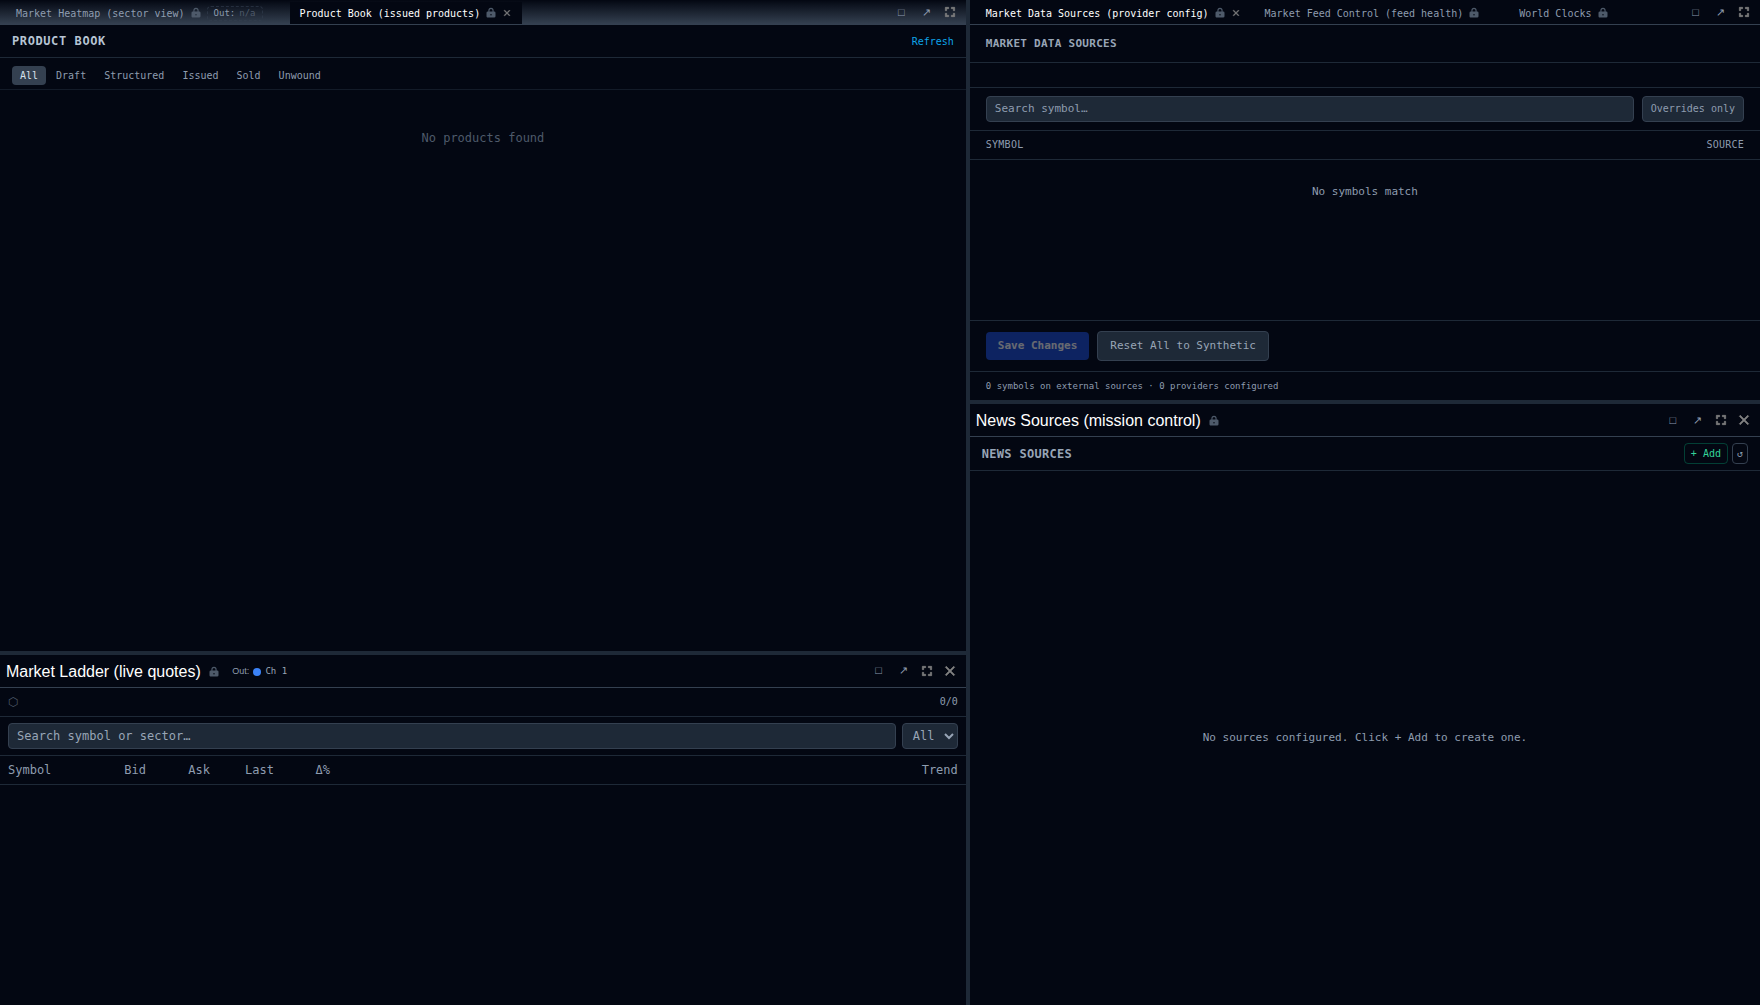 Market Heatmap (sector view) Out: n/a Product Book (issued products)
PRODUCT BOOK Refresh
All Draft Structured Issued Sold Unwound
No products found
Market Ladder (live quotes) Out: Ch 1
0/0
Search symbol or sector… All
Symbol Bid Ask Last Δ% Trend
Market Data Sources (provider config) Market Feed Control (feed health) World Clocks
MARKET DATA SOURCES
Search symbol… Overrides only
SYMBOL SOURCE
No symbols match
Save Changes Reset All to Synthetic
0 symbols on external sources · 0 providers configured
News Sources (mission control)
NEWS SOURCES + Add
No sources configured. Click + Add to create one.